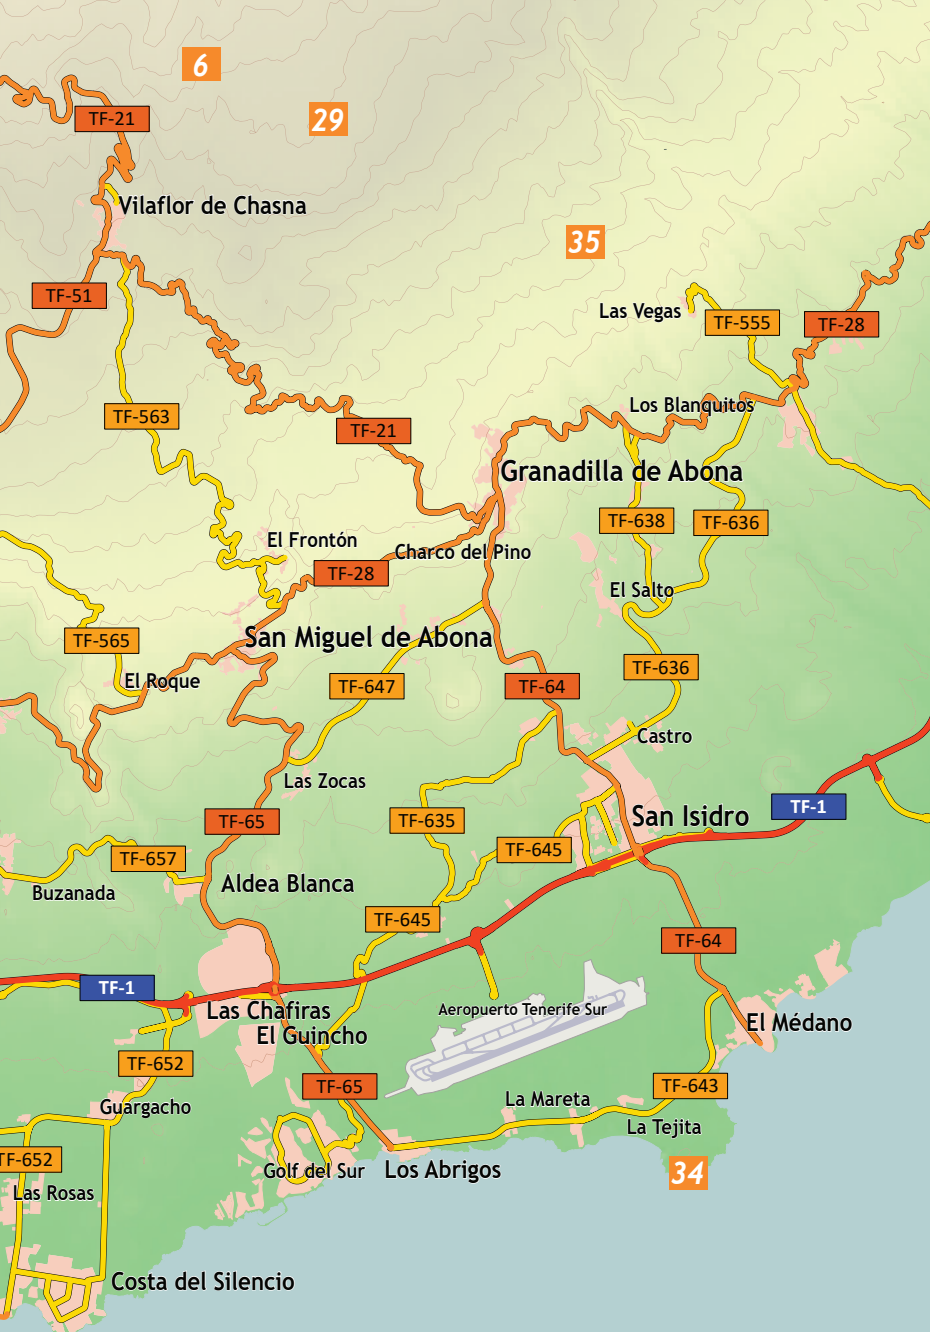 6
TF-21
29
Vilaflor de Chasna
35
TF-51
Las Vegas
TF-555
TF-28
TF-563
Los Blanquitos
TF-21
Granadilla de Abona
TF-638
TF-636
El Frontón
Charco del Pino
TF-28
El Salto
TF-565
San Miguel de Abona
TF-636
El Roque
TF-647
TF-64
Castro
Las Zocas
TF-1
TF-65
TF-635
San Isidro
TF-657
TF-645
Buzanada
Aldea Blanca
TF-645
TF-64
TF-1
Las Chafiras
Aeropuerto Tenerife Sur
El Médano
El Guincho
TF-652
TF-65
TF-643
Guargacho
La Mareta
La Tejita
TF-652
Golf del Sur
Los Abrigos
34
Las Rosas
Costa del Silencio